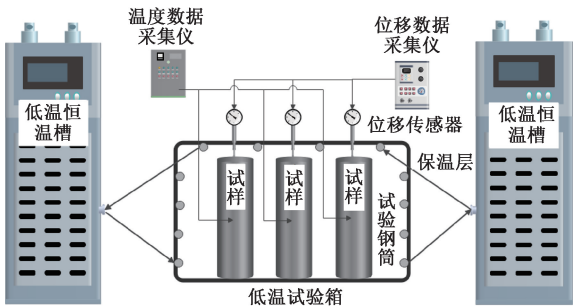 温度数据
采集仪
位移数据
采集仪
低温恒
温槽
低温恒
温槽
位移传感器
保温层
试样
试样
试样
试验钢筒
低温试验箱